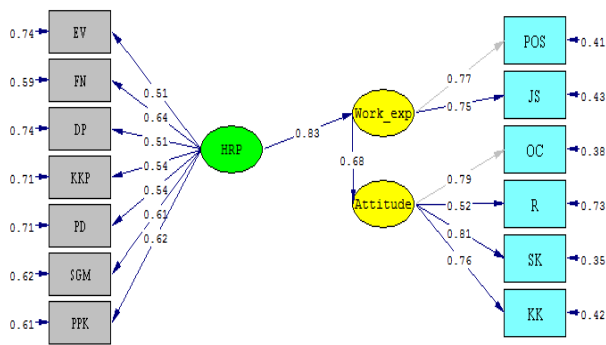 0.74 EV
0.59 FN
0.74 DP
0.71 KKP
0.71 PD
0.62 SGM
0.61 PPK
0.51
0.64
0.51
0.54
0.54
0.61
0.62
HRP
0.83
Work_exp
0.68
Attitude
0.77
0.75
0.79
0.52
0.81
0.76
POS 0.41
JS 0.43
OC 0.38
R 0.73
SK 0.35
KK 0.42